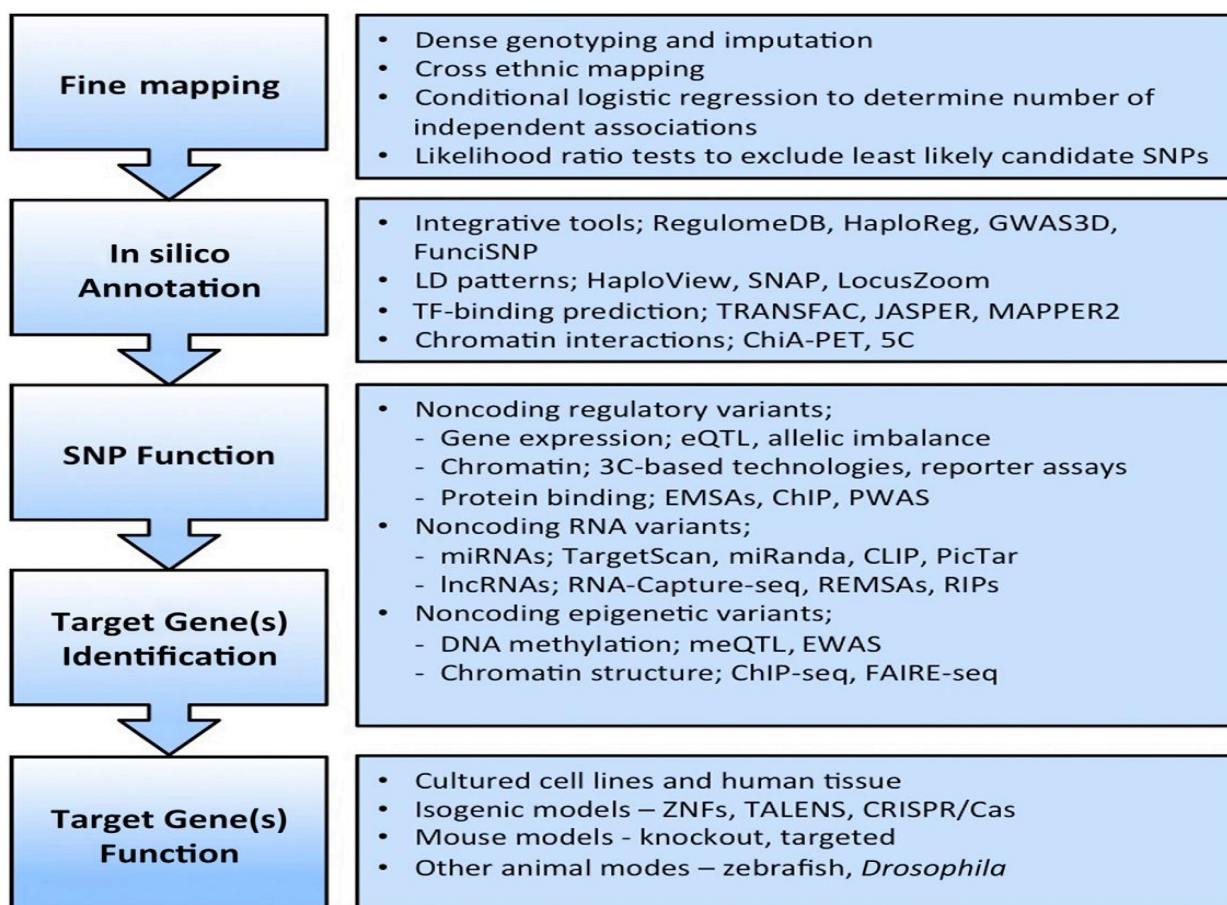 Fine mapping
• Dense genotyping and imputation
• Cross ethnic mapping
• Conditional logistic regression to determine number of
independent associations
• Likelihood ratio tests to exclude least likely candidate SNPs
In silico
Annotation
• Integrative tools; RegulomeDB, HaploReg, GWAS3D,
FunciSNP
• LD patterns; HaploView, SNAP, LocusZoom
• TF-binding prediction; TRANSFAC, JASPER, MAPPER2
• Chromatin interactions; ChiA-PET, 5C
SNP Function
Target Gene(s)
Identification
• Noncoding regulatory variants;
- Gene expression; eQTL, allelic imbalance
- Chromatin; 3C-based technologies, reporter assays
- Protein binding; EMSAs, ChIP, PWAS
• Noncoding RNA variants;
- miRNAs; TargetScan, miRanda, CLIP, PicTar
- lncRNAs; RNA-Capture-seq, REMSAs, RIPs
• Noncoding epigenetic variants;
- DNA methylation; meQTL, EWAS
- Chromatin structure; ChIP-seq, FAIRE-seq
Target Gene(s)
Function
• Cultured cell lines and human tissue
• Isogenic models – ZNFs, TALENS, CRISPR/Cas
• Mouse models - knockout, targeted
• Other animal modes – zebrafish, Drosophila